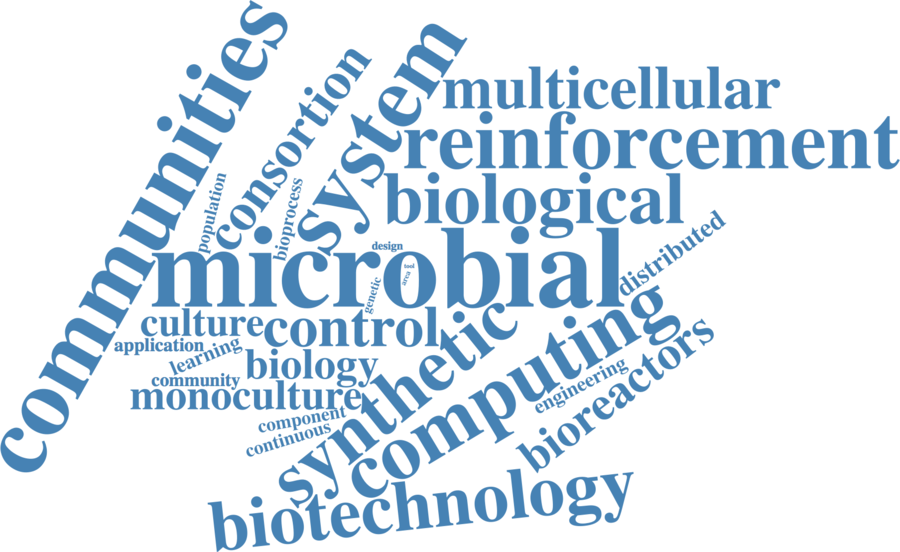 communities
consortion
system
multicellular
reinforcement
population
bioprocess
biological
distributed
microbial
design
tool
area
genetic
culture
control
application
learning
biology
synthetic
computing
community
monoculture
engineering
bioreactors
component
continuous
biotechnology